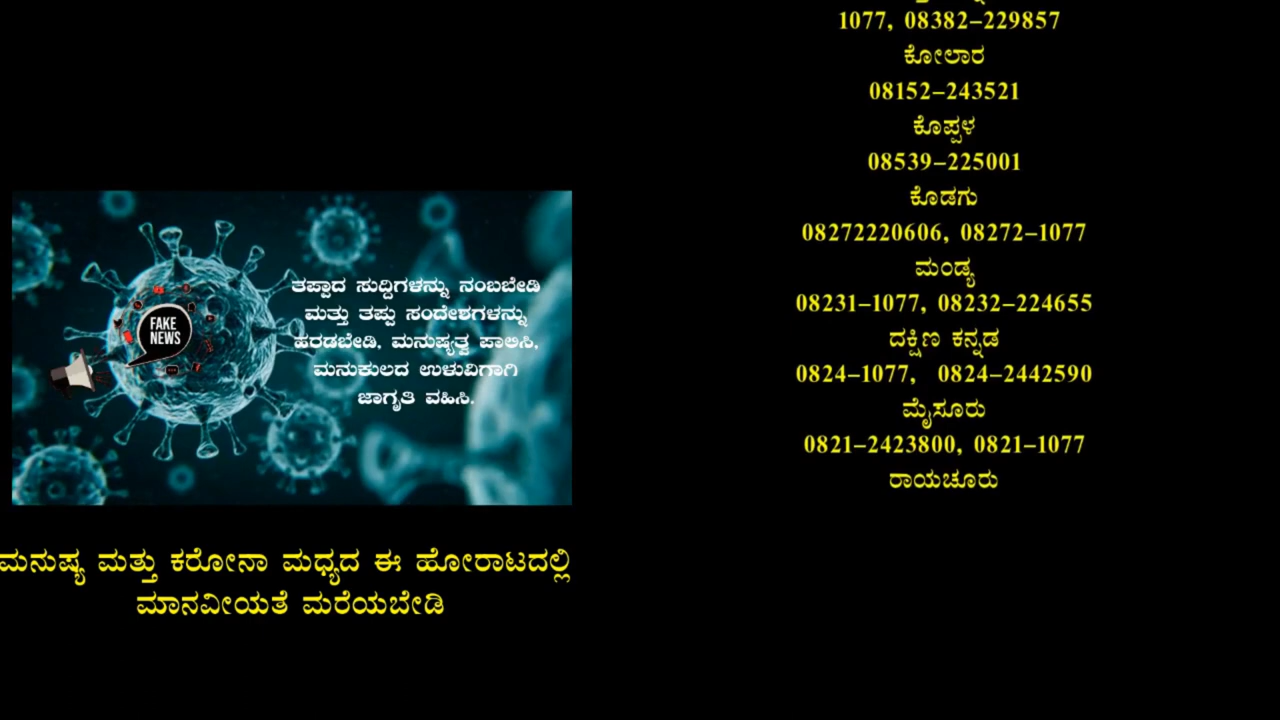 FAKE
NEWS
ತಪ್ಪಾದ ಸುದ್ದಿಗಳನ್ನು ನಂಬಬೇಡಿ
ಮತ್ತು ತಪ್ಪು ಸಂದೇಶಗಳನ್ನು
ಹರಡಬೇಡಿ, ಮನುಷ್ಯತ್ವ ಪಾಲಿಸಿ,
ಮನುಕುಲದ ಉಳುವಿಗಾಗಿ
ಜಾಗೃತಿ ವಹಿಸಿ.
ಮನುಷ್ಯ ಮತ್ತು ಕರೋನಾ ಮಧ್ಯದ ಈ ಹೋರಾಟದಲ್ಲಿ
ಮಾನವೀಯತೆ ಮರೆಯಬೇಡಿ
1077, 08382-229857
ಕೋಲಾರ
08152-243521
ಕೊಪ್ಪಳ
08539-225001
ಕೊಡಗು
08272220606, 08272-1077
ಮಂಡ್ಯ
08231-1077, 08232-224655
ದಕ್ಷಿಣ ಕನ್ನಡ
0824-1077, 0824-2442590
ಮೈಸೂರು
0821-2423800, 0821-1077
ರಾಯಚೂರು